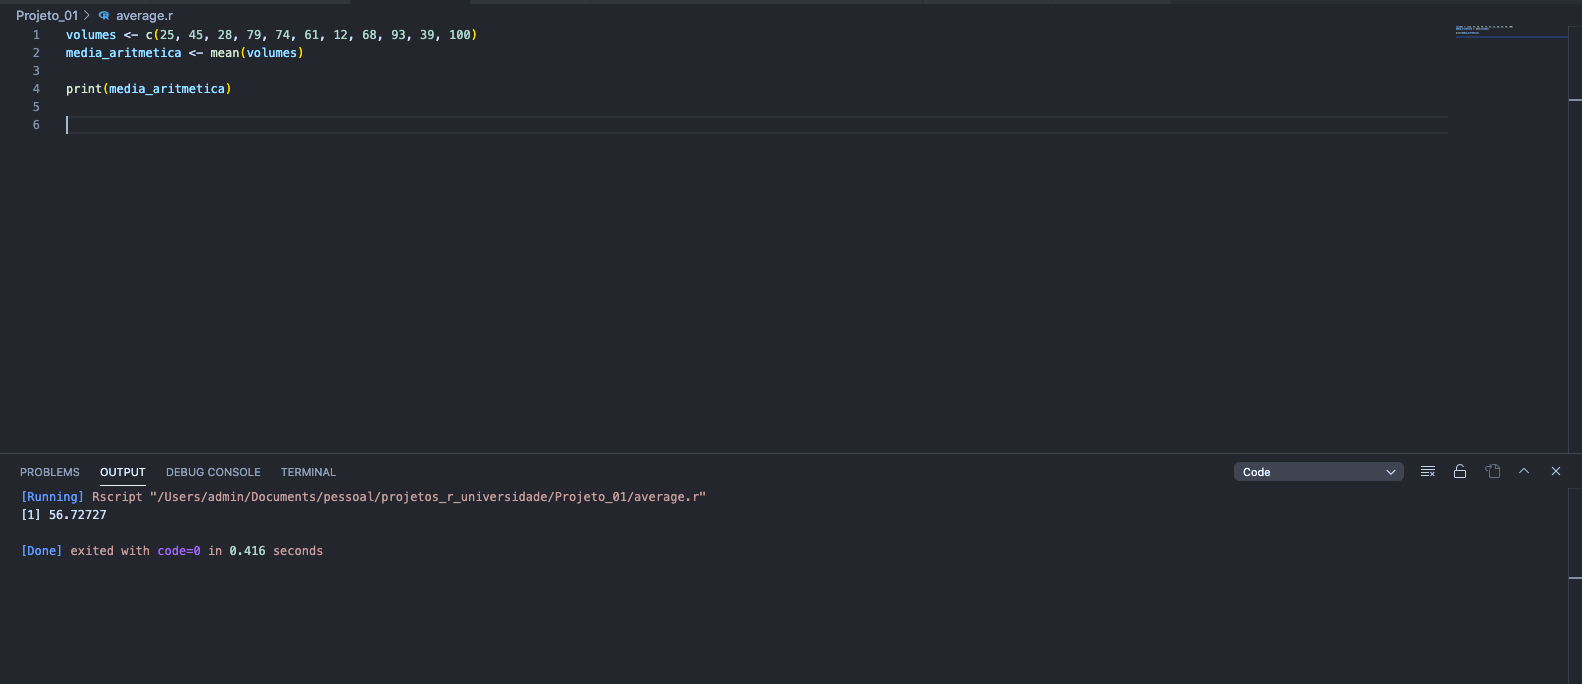 Projeto_01 > average.r
1 volumes <- c(25, 45, 28, 79, 74, 61, 12, 68, 93, 39, 100)
2 media_aritmetica <- mean(volumes)
3
4 print(media_aritmetica)
5
6
PROBLEMS OUTPUT DEBUG CONSOLE TERMINAL Code
[Running] Rscript "/Users/admin/Documents/pessoal/projetos_r_universidade/Projeto_01/average.r"
[1] 56.72727
[Done] exited with code=0 in 0.416 seconds